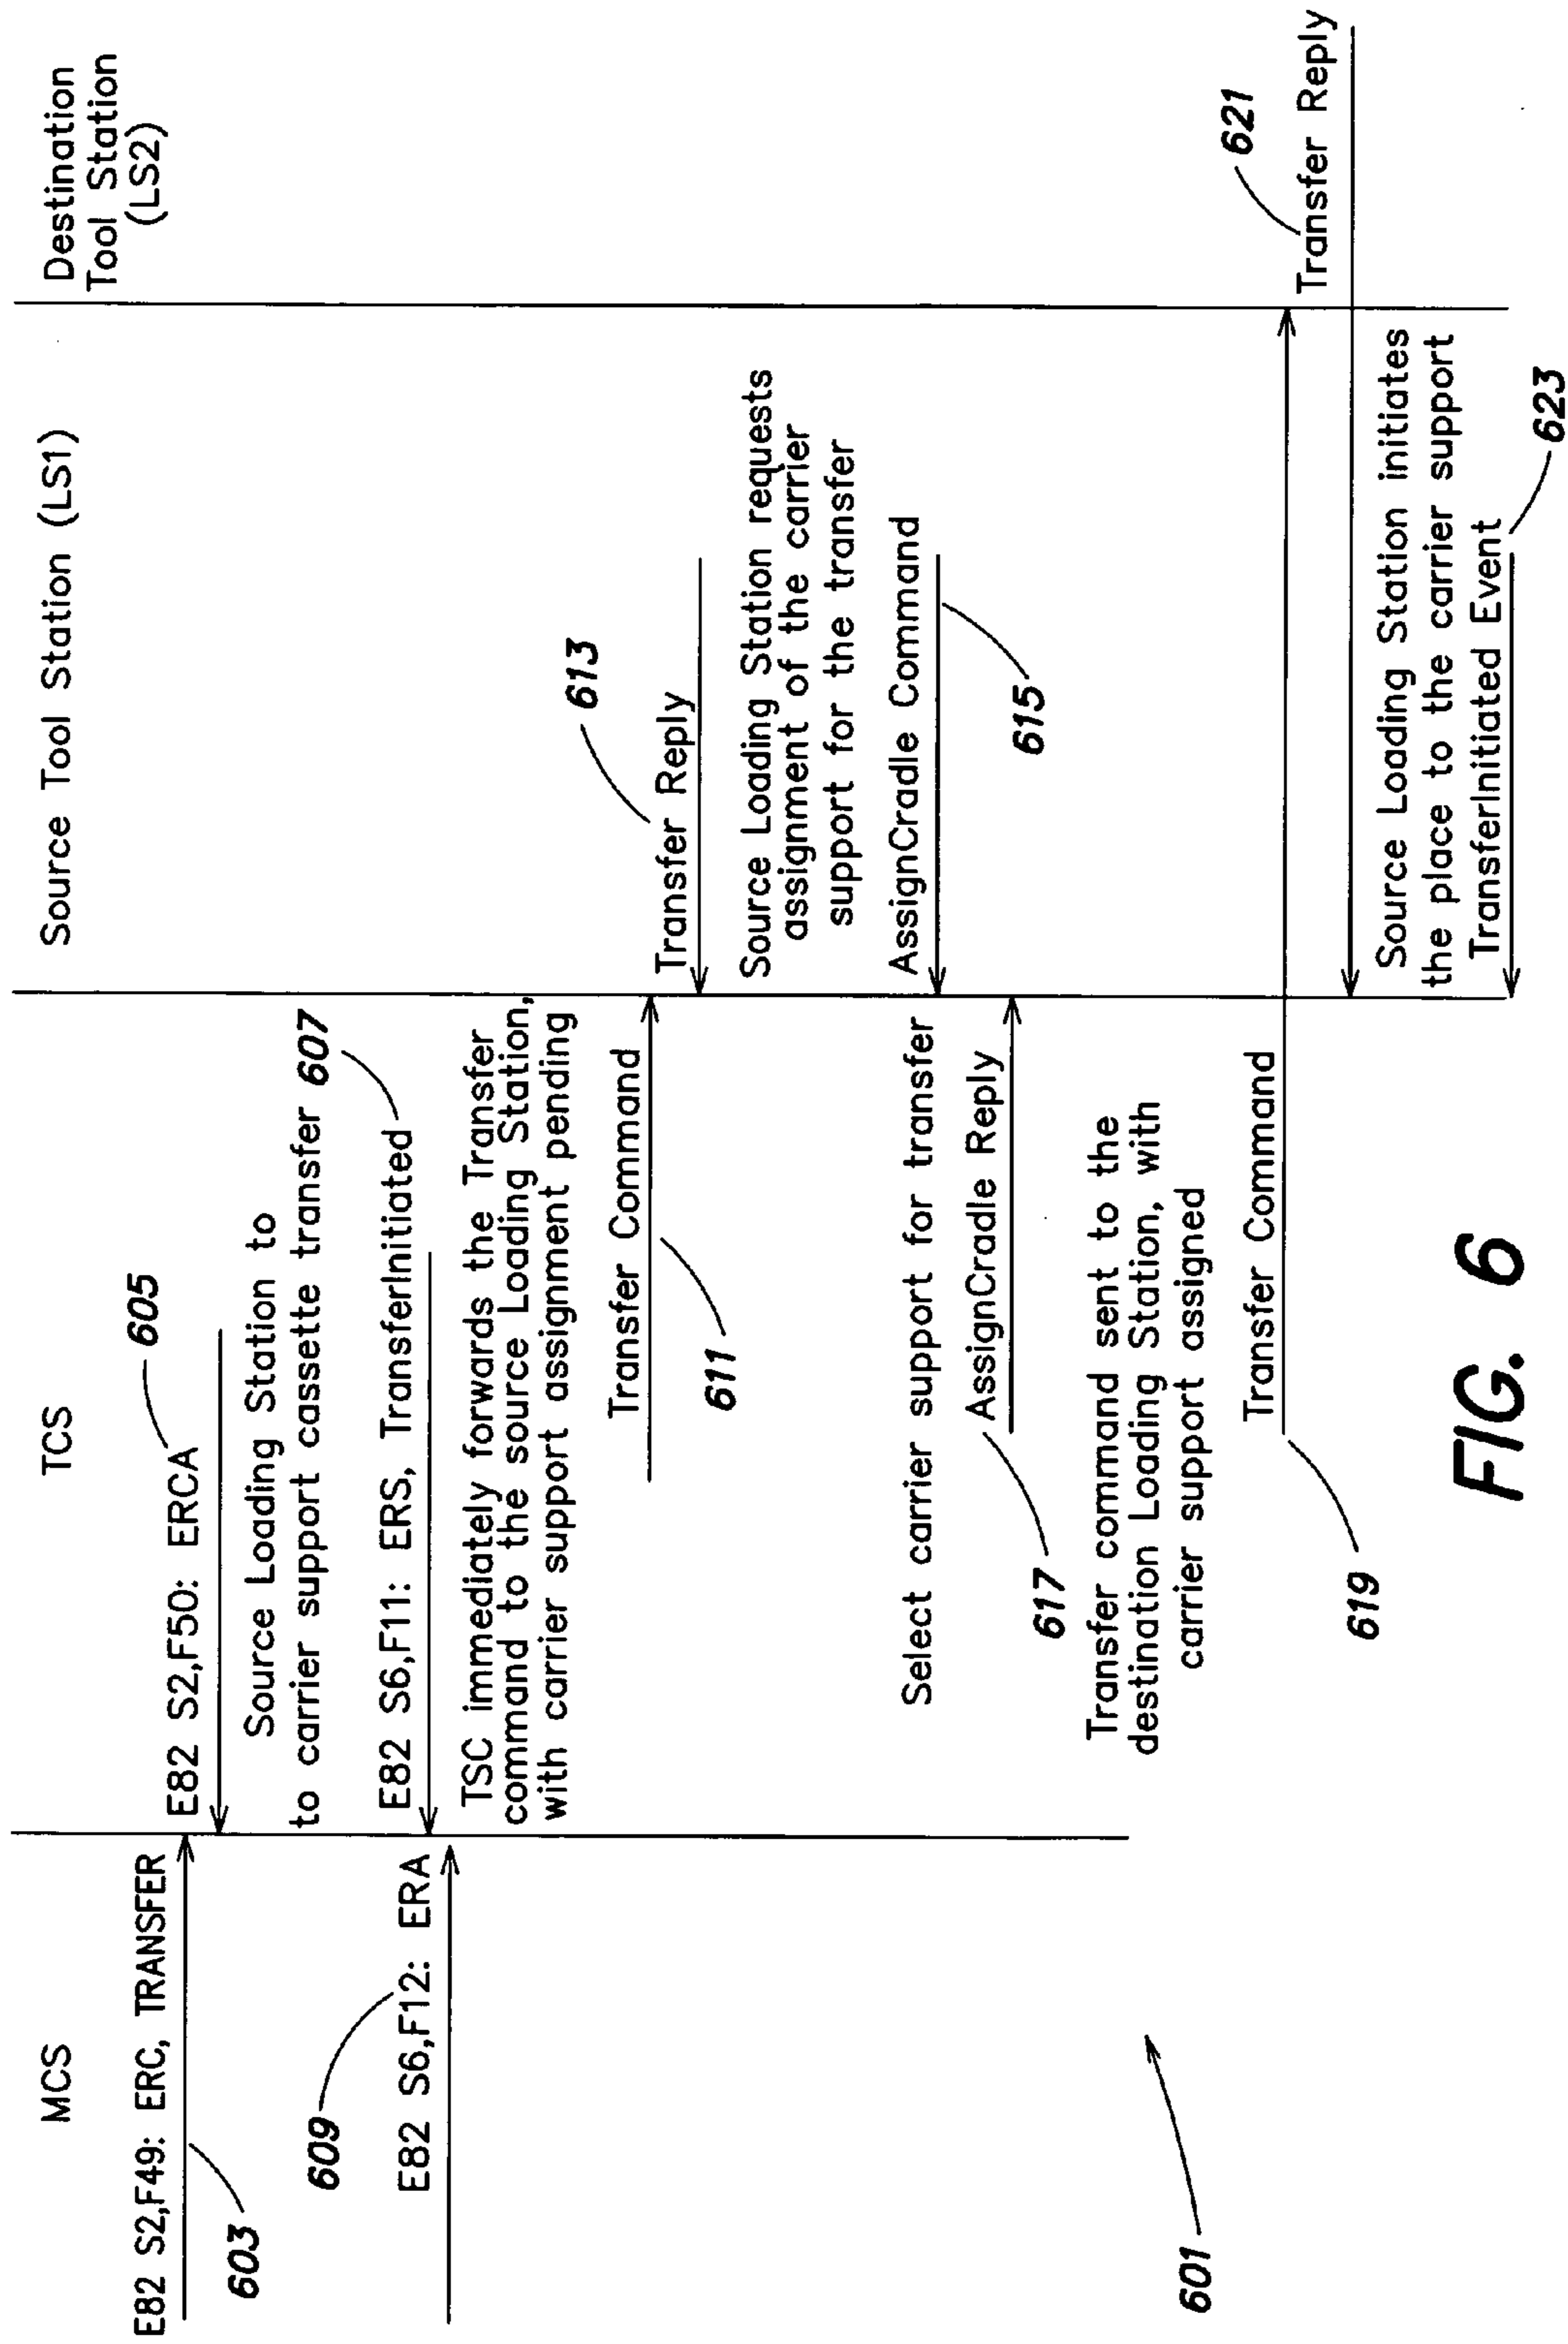 MCS
TCS
Source Tool Station (LS1)
Destination
Tool Station
(LS2)
E82 S2,F49: ERC, TRANSFER
603
605
E82 S2,F50: ERCA
Source Loading Station to
to carrier support cassette transfer
607
E82 S6,F11: ERS, TransferInitiated
609
E82 S6,F12: ERA
TSC immediately forwards the Transfer
command to the source Loading Station,
with carrier support assignment pending
Transfer Command
611
613
Transfer Reply
Source Loading Station requests
assignment of the carrier
support for the transfer
AssignCradle Command
615
Select carrier support for transfer
AssignCradle Reply
617
Transfer command sent to the
destination Loading Station, with
carrier support assigned
Transfer Command
619
621
Transfer Reply
Source Loading Station initiates
the place to the carrier support
TransferInitiated Event
623
601
FIG. 6